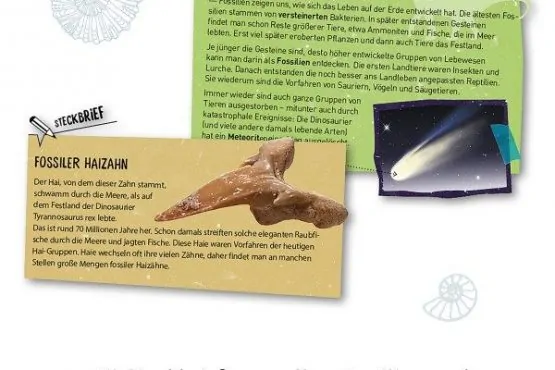 Fossilien zeigen uns, wie sich das Leben auf der Erde entwickelt hat. Die ältesten Fos-
silien stammen von versteinerten Bakterien. In später entstandenen Gesteinen
findet man schon Reste größerer Tiere, etwa Ammoniten und Fische, die im Meer
lebten. Erst viel später eroberten Pflanzen und dann auch Tiere das Festland.
Je jünger die Gesteine sind, desto höher entwickelte Gruppen von Lebewesen
kann man darin als Fossilien entdecken. Die ersten Landtiere waren Insekten und
Lurche. Danach entstanden die noch besser ans Landleben angepassten Reptilien.
Sie wiederum sind die Vorfahren von Sauriern, Vögeln und Säugetieren.
Immer wieder sind auch ganze Gruppen von
Tieren ausgestorben – mitunter auch durch
katastrophale Ereignisse: Die Dinosaurier
(und viele andere damals lebende Arten)
hat ein ausgelöscht
STECKBRIEF
FOSSILER HAIZAHN
Der Hai, von dem dieser Zahn stammt,
schwamm durch die Meere, als auf
dem Festland der Dinosaurier
Tyrannosaurus rex lebte.
Das ist rund 70 Millionen Jahre her. Schon damals streiften solche eleganten Raubfi-
sche durch die Meere und jagten Fische. Diese Haie waren Vorfahren der heutigen
Hai-Gruppen. Haie wechseln oft ihre vielen Zähne, daher findet man an manchen
Stellen große Mengen fossiler Haizähne.